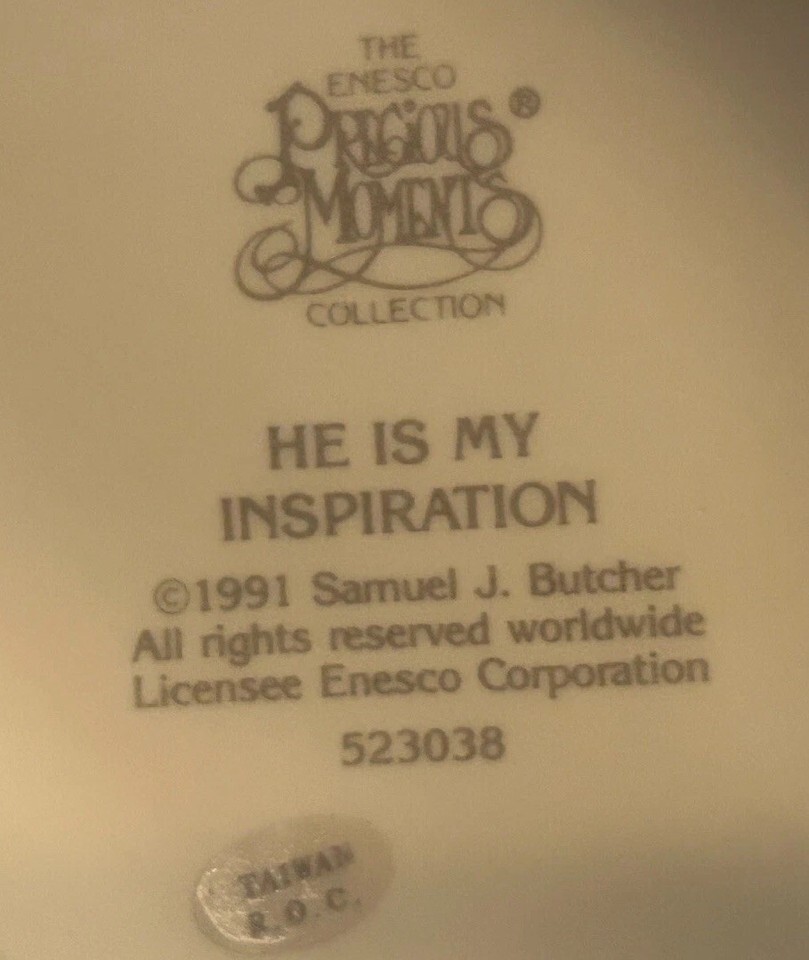 THE
ENESCO
PRECIOUS®
MOMENTS
COLLECTION
HE IS MY
INSPIRATION
©1991 Samuel J. Butcher
All rights reserved worldwide
Licensee Enesco Corporation
523038
TAIWAN
R.O.C.